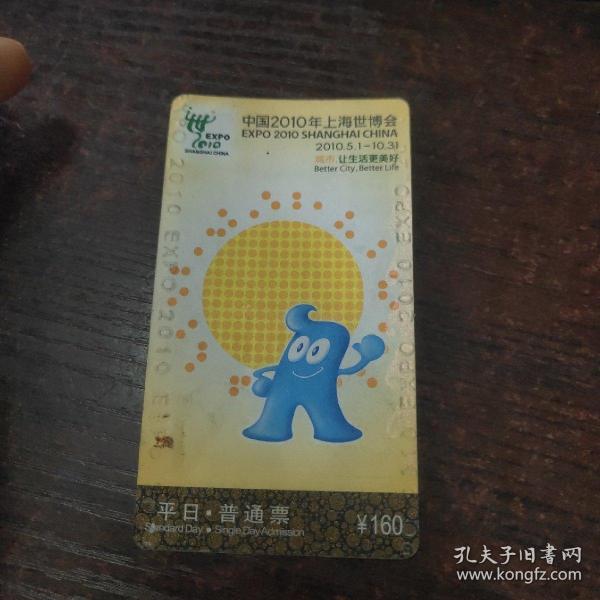 EXPO
2010
SHANGHAI CHINA
中国2010年上海世博会
EXPO 2010 SHANGHAI CHINA
2010.5.1-10.31
城市,让生活更美好
Better City, Better Life
2010 EXPO 2010 EXPO
EXPO 2010 EXPO
平日·普通票
Standard Day·Single Day Admission
¥160
孔夫子旧书网
www.kongfz.com